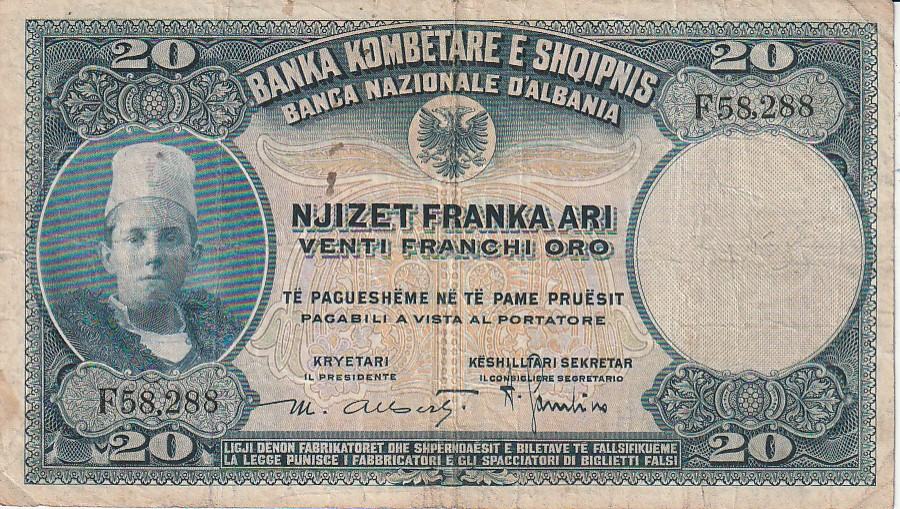 20
20
BANKA KOMBËTARE E SHQIPNIS
BANCA NAZIONALE D'ALBANIA
F58,288
NJIZET FRANKA ARI
VENTI FRANCHI ORO
TË PAGUESHËME NË TË PAME PRUËSIT
PAGABILI A VISTA AL PORTATORE
KRYETARI
KËSHILLTARI SEKRETAR
IL PRESIDENTE
IL CONSIGLIERE SEGRETARIO
F58,288
20
20
LIGJI DENON FABRIKATORET DHE SHPERNDAËSIT E BILETAVE TË FALLSIFIKUEME
LA LEGGE PUNISCE I FABBRICATORI E GLI SPACCIATORI DI BIGLIETTI FALSI